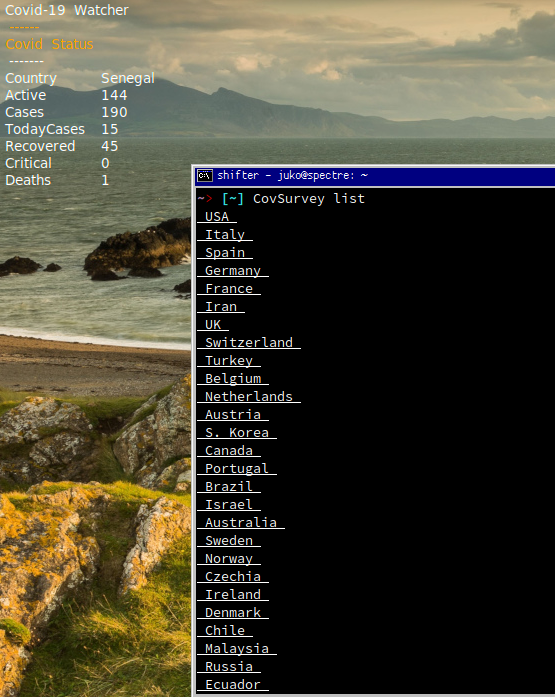 Covid-19 Watcher
------
Covid Status
-------
Country Senegal
Active 144
Cases 190
TodayCases 15
Recovered 45
Critical 0
Deaths 1
shifter - juko@spectre: ~
~> [~] CovSurvey list
USA
Italy
Spain
Germany
France
Iran
UK
Switzerland
Turkey
Belgium
Netherlands
Austria
S. Korea
Canada
Portugal
Brazil
Israel
Australia
Sweden
Norway
Czechia
Ireland
Denmark
Chile
Malaysia
Russia
Ecuador